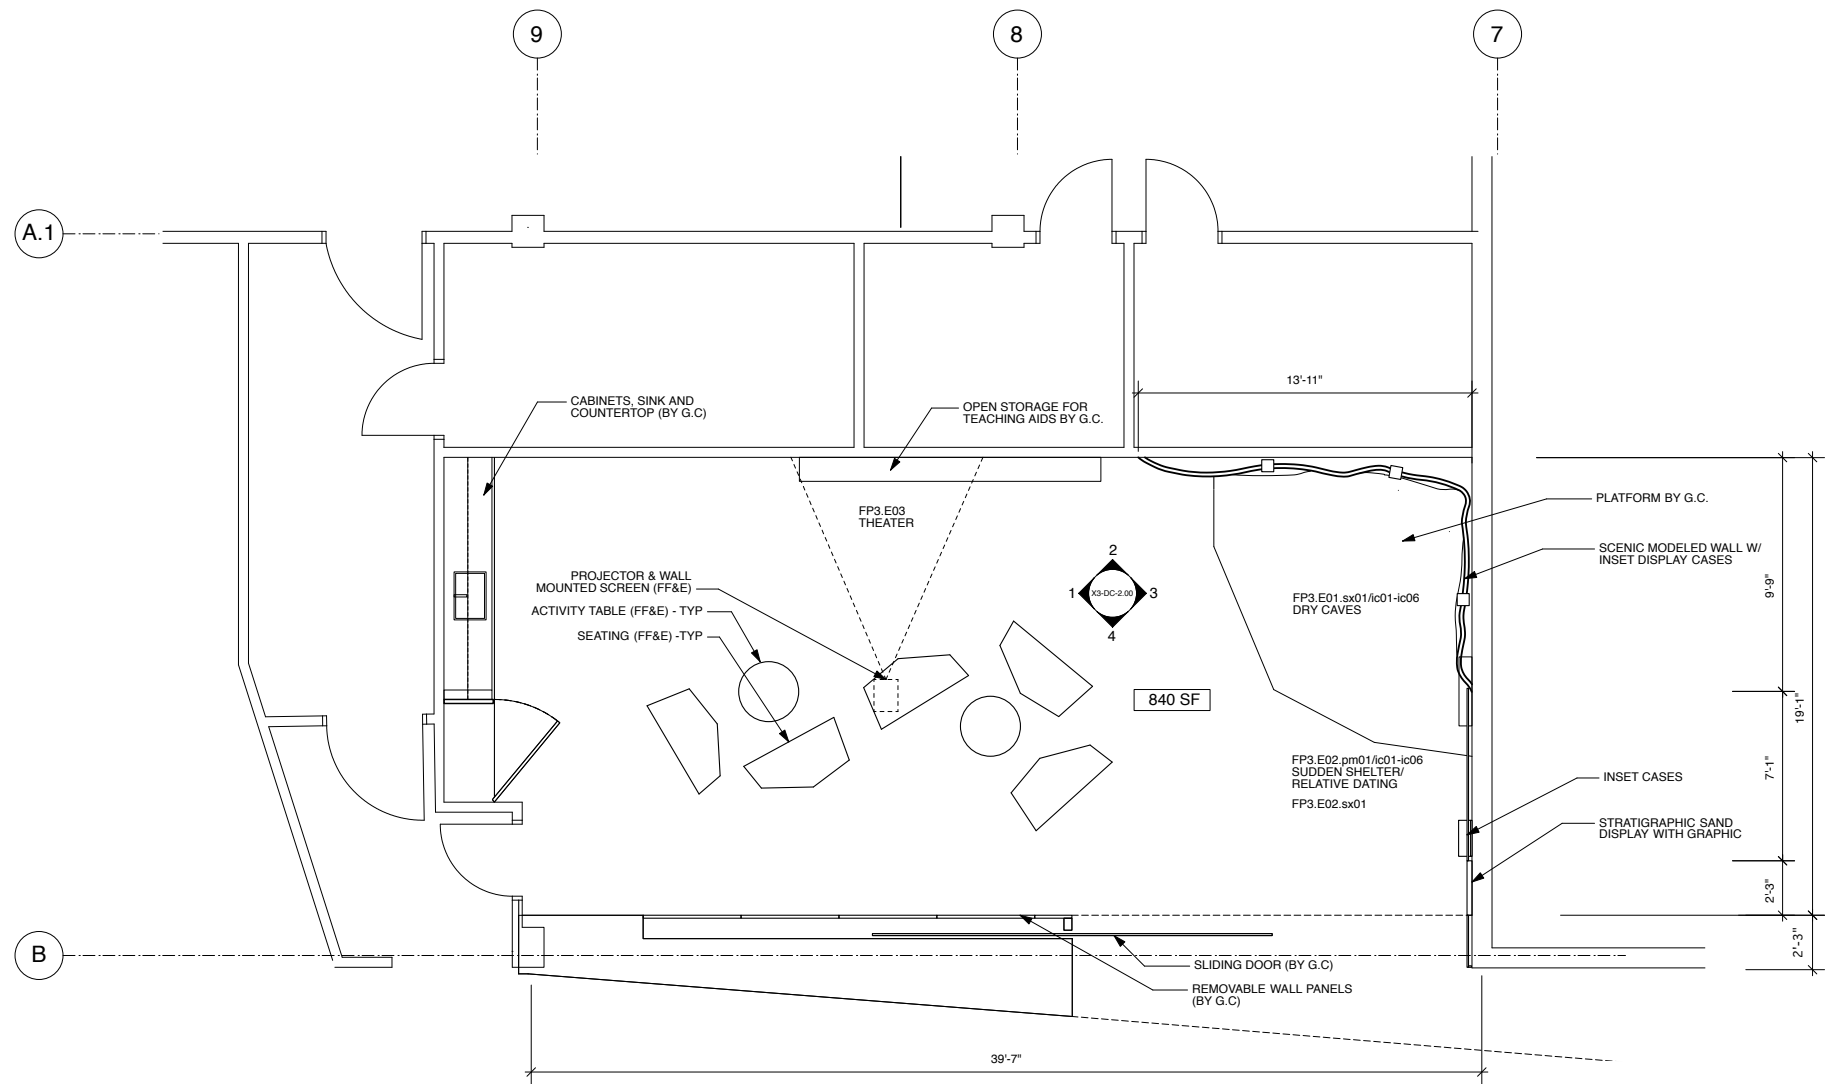 9
8
7
A.1
13'-11"
CABINETS, SINK AND
COUNTERTOP (BY G.C)
OPEN STORAGE FOR
TEACHING AIDS BY G.C.
PLATFORM BY G.C.
FP3.E03
THEATER
SCENIC MODELED WALL W/
INSET DISPLAY CASES
2
1
X3-DC-2.00
3
4
PROJECTOR & WALL
MOUNTED SCREEN (FF&E)
ACTIVITY TABLE (FF&E) - TYP
SEATING (FF&E) -TYP
FP3.E01.sx01/ic01-ic06
DRY CAVES
9'-9"
19'-1"
840 SF
FP3.E02.pm01/ic01-ic06
SUDDEN SHELTER/
RELATIVE DATING
FP3.E02.sx01
7'-1"
INSET CASES
STRATIGRAPHIC SAND
DISPLAY WITH GRAPHIC
2'-3"
2'-3"
B
SLIDING DOOR (BY G.C)
REMOVABLE WALL PANELS
(BY G.C)
39'-7"